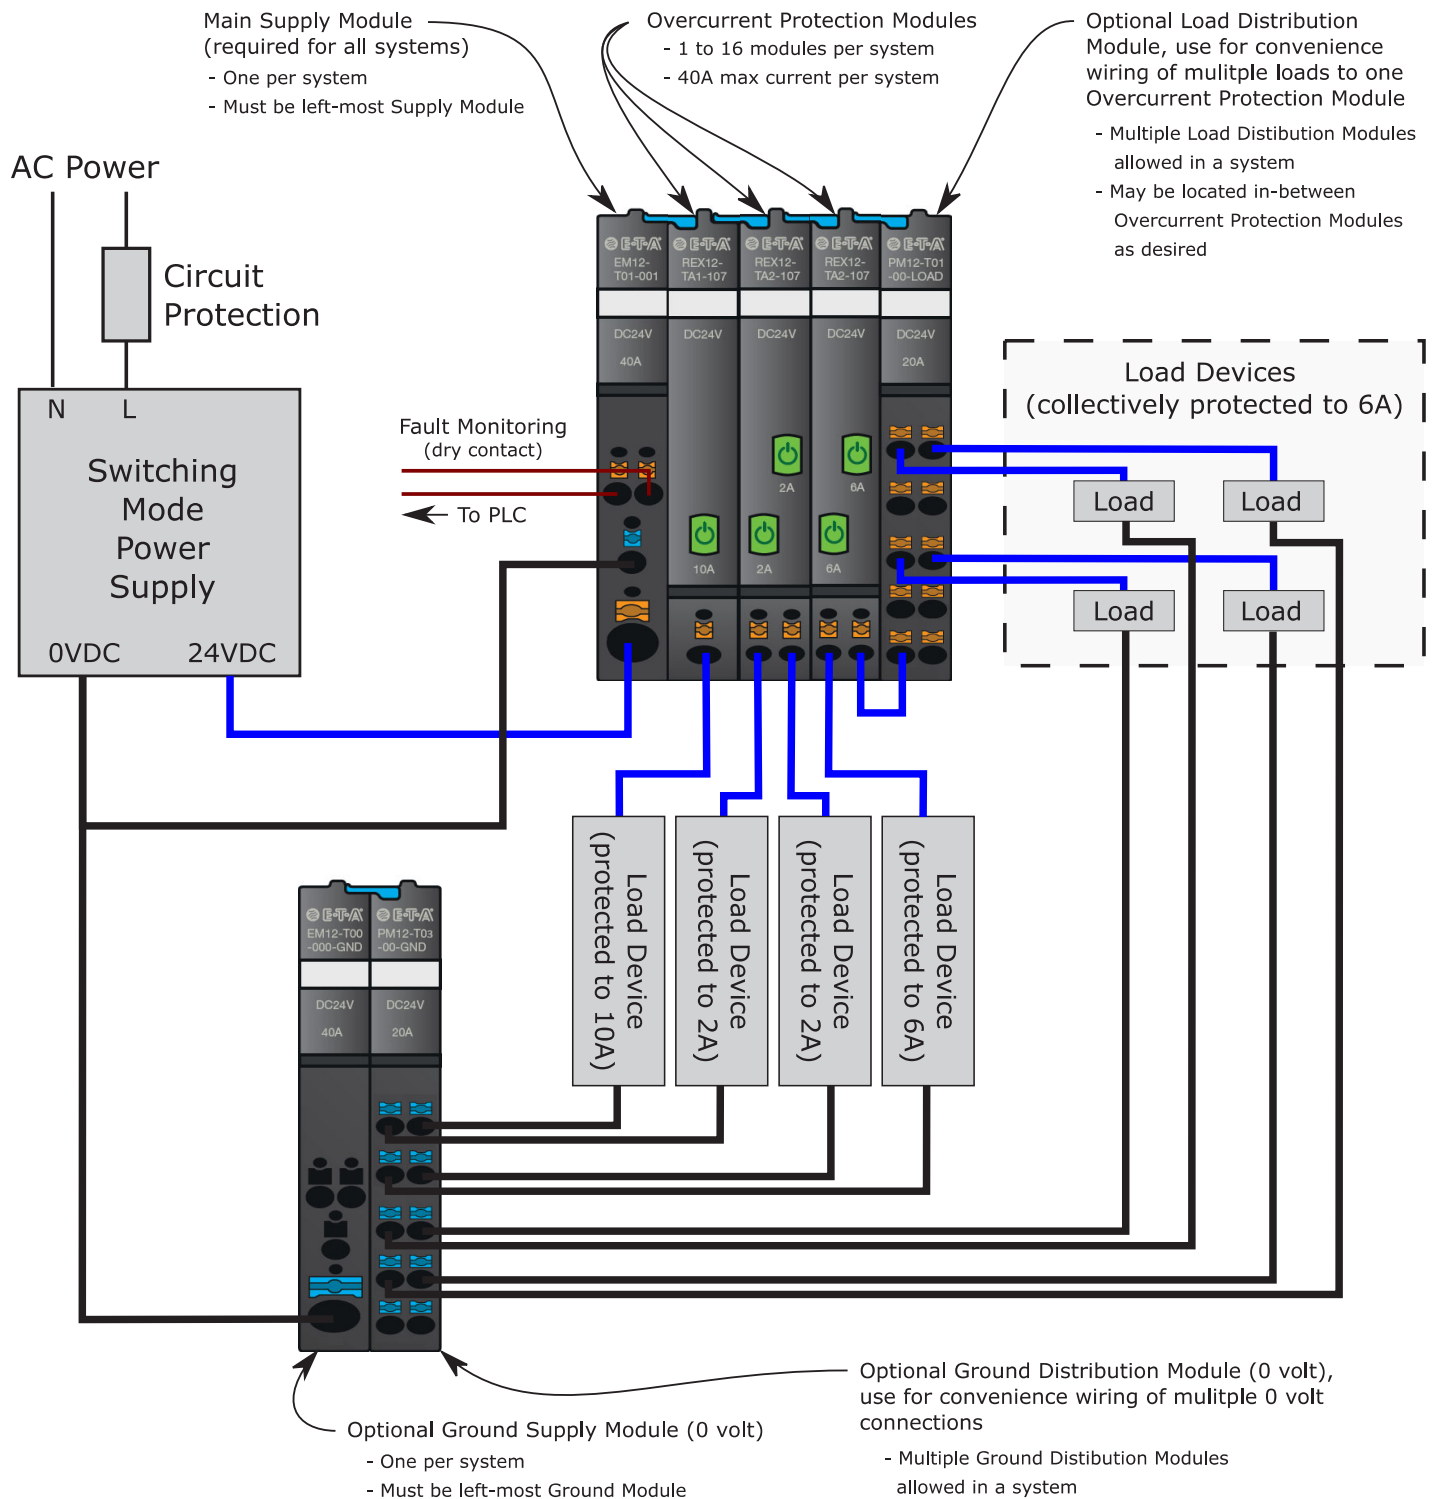 Main Supply Module
(required for all systems)
- One per system
- Must be left-most Supply Module
Overcurrent Protection Modules
- 1 to 16 modules per system
- 40A max current per system
Optional Load Distribution
Module, use for convenience
wiring of mulitple loads to one
Overcurrent Protection Module
- Multiple Load Distibution Modules
allowed in a system
- May be located in-between
Overcurrent Protection Modules
as desired
AC Power
Circuit
Protection
N L
Switching
Mode
Power
Supply
0VDC 24VDC
Fault Monitoring
(dry contact)
To PLC
E-T-A
EM12-
T01-001
DC24V
40A
E-T-A
REX12-
TA1-107
DC24V
10A
E-T-A
REX12-
TA2-107
DC24V
2A
2A
E-T-A
REX12-
TA2-107
DC24V
6A
6A
E-T-A
PM12-T01
-00-LOAD
DC24V
20A
Load Devices
(collectively protected to 6A)
Load
Load
Load
Load
Load Device
(protected to 10A)
Load Device
(protected to 2A)
Load Device
(protected to 2A)
Load Device
(protected to 6A)
E-T-A
EM12-T00
-000-GND
DC24V
40A
E-T-A
PM12-T03
-00-GND
DC24V
20A
Optional Ground Supply Module (0 volt)
- One per system
- Must be left-most Ground Module
Optional Ground Distribution Module (0 volt),
use for convenience wiring of mulitple 0 volt
connections
- Multiple Ground Distibution Modules
allowed in a system